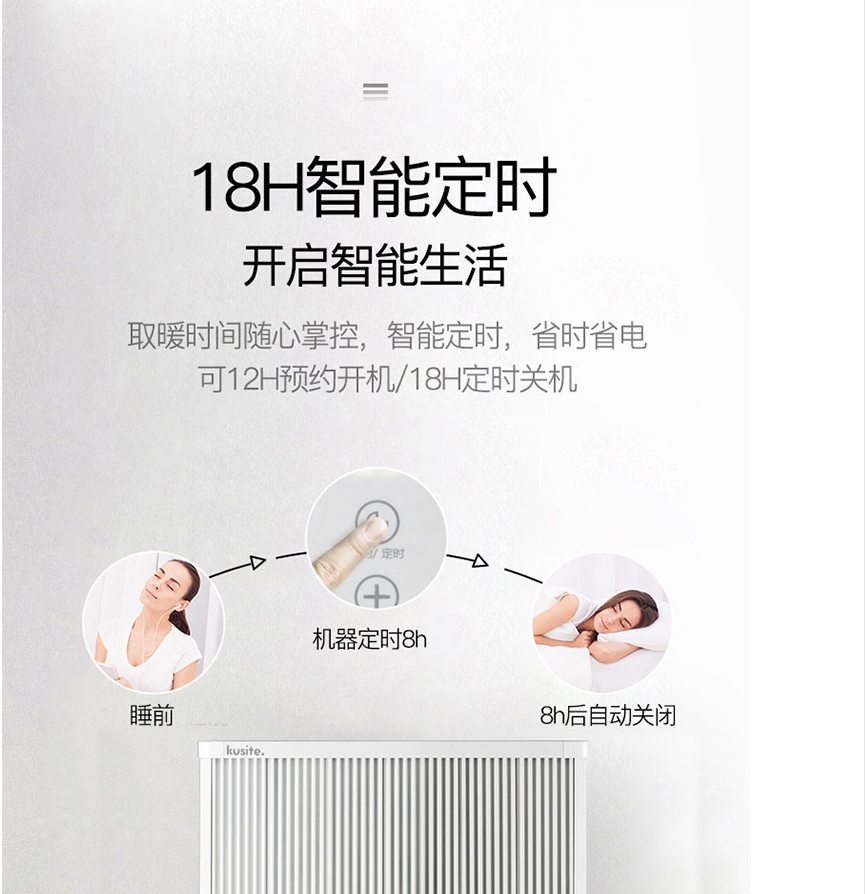 18H智能定时
开启智能生活
取暖时间随心掌控，智能定时，省时省电
可12H预约开机/18H定时关机
/ 定时
机器定时8h
睡前
8h后自动关闭
kusite.